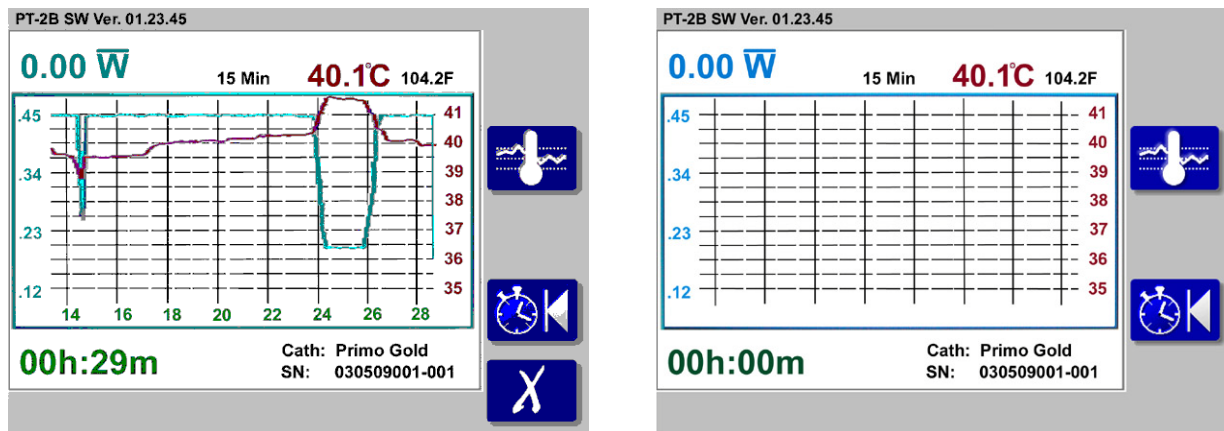 PT-2B SW Ver. 01.23.45
0.00 W 15 Min 40.1°C 104.2F
.45 41
40
.34 39
38
.23 37
36
.12 35
14 16 18 20 22 24 26 28
00h:29m
Cath: Primo Gold
SN: 030509001-001
X
PT-2B SW Ver. 01.23.45
0.00 W 15 Min 40.1°C 104.2F
.45 41
40
.34 39
38
.23 37
36
.12 35
00h:00m
Cath: Primo Gold
SN: 030509001-001